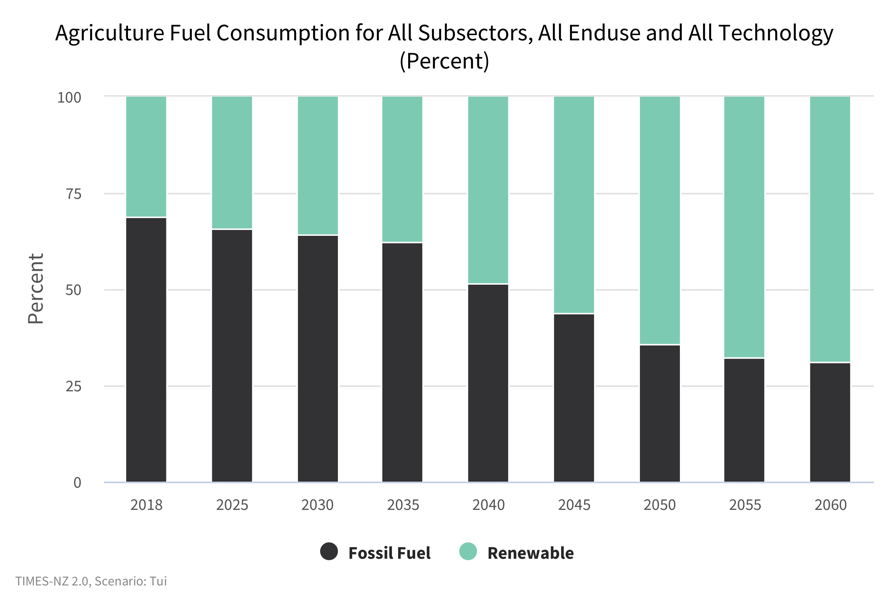 Agriculture Fuel Consumption for All Subsectors, All Enduse and All Technology
(Percent)
Percent
100
75
50
25
0
2018 2025 2030 2035 2040 2045 2050 2055 2060
Fossil Fuel Renewable
TIMES-NZ 2.0, Scenario: Tui